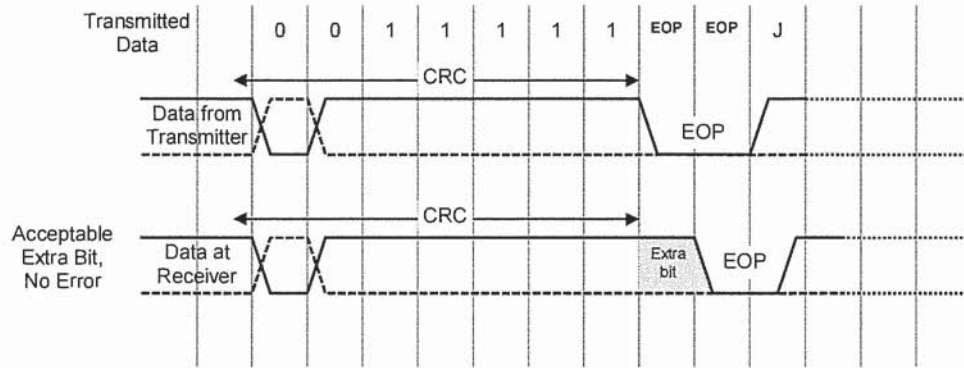 Transmitted
Data
0 0 1 1 1 1 1 EOP EOP J
CRC
Data from
Transmitter
EOP
CRC
Acceptable
Extra Bit,
No Error
Data at
Receiver
Extra
bit
EOP